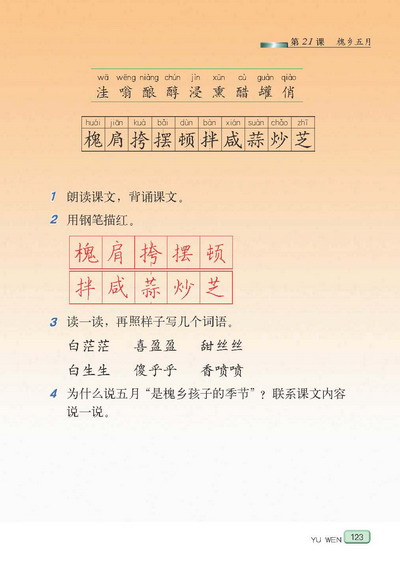 第21课 槐乡五月
wā wēng niàng chún jìn xūn cù guàn qiào
洼 嗡 酿 醇 浸 熏 醋 罐 俏
huái jiān kuà bǎi dùn bàn xián suàn chǎo zhī
槐 肩 挎 摆 顿 拌 咸 蒜 炒 芝
1 朗读课文,背诵课文。
2 用钢笔描红。
槐 肩 挎 摆 顿
拌 咸 蒜 炒 芝
3 读一读,再照样子写几个词语。
白茫茫 喜盈盈 甜丝丝
白生生 傻乎乎 香喷喷
4 为什么说五月“是槐乡孩子的季节”?联系课文内容
说一说。
YU WEN 123